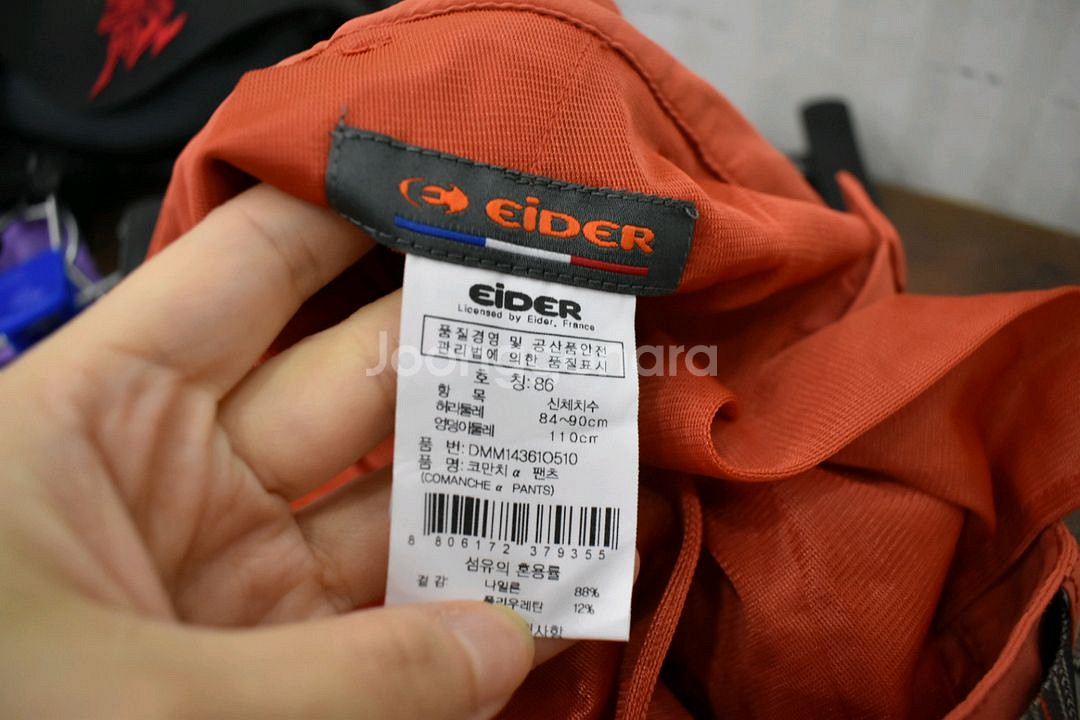 EiDER
EiDER
Licensed by Eider, France
품질경영 및 공산품안전
관리법에 의한 품질표시
호 칭: 86
항 목 신체치수
허리둘레 84~90cm
엉덩이둘레 110cm
품 번: DMM14361O510
품 명: 코만치 α 팬츠
(COMANCHE α PANTS)
8 806172 379355
섬유의 혼용률
겉감 나일론 88%
폴리우레탄 12%
사항